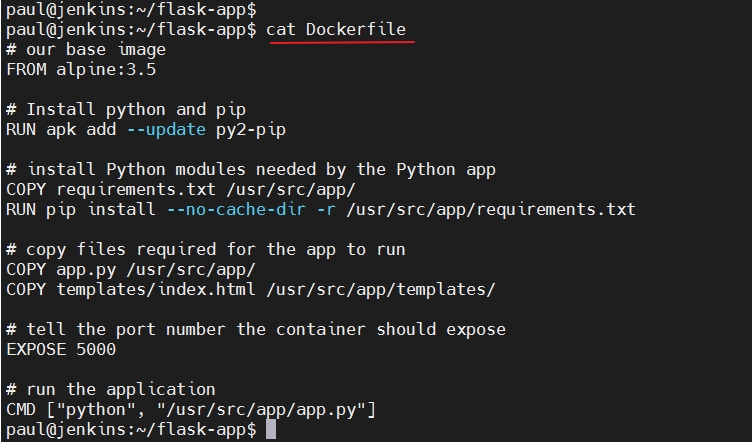 paul@jenkins:~/flask-app$
paul@jenkins:~/flask-app$ cat Dockerfile
# our base image
FROM alpine:3.5
# Install python and pip
RUN apk add --update py2-pip
# install Python modules needed by the Python app
COPY requirements.txt /usr/src/app/
RUN pip install --no-cache-dir -r /usr/src/app/requirements.txt
# copy files required for the app to run
COPY app.py /usr/src/app/
COPY templates/index.html /usr/src/app/templates/
# tell the port number the container should expose
EXPOSE 5000
# run the application
CMD ["python", "/usr/src/app/app.py"]
paul@jenkins:~/flask-app$